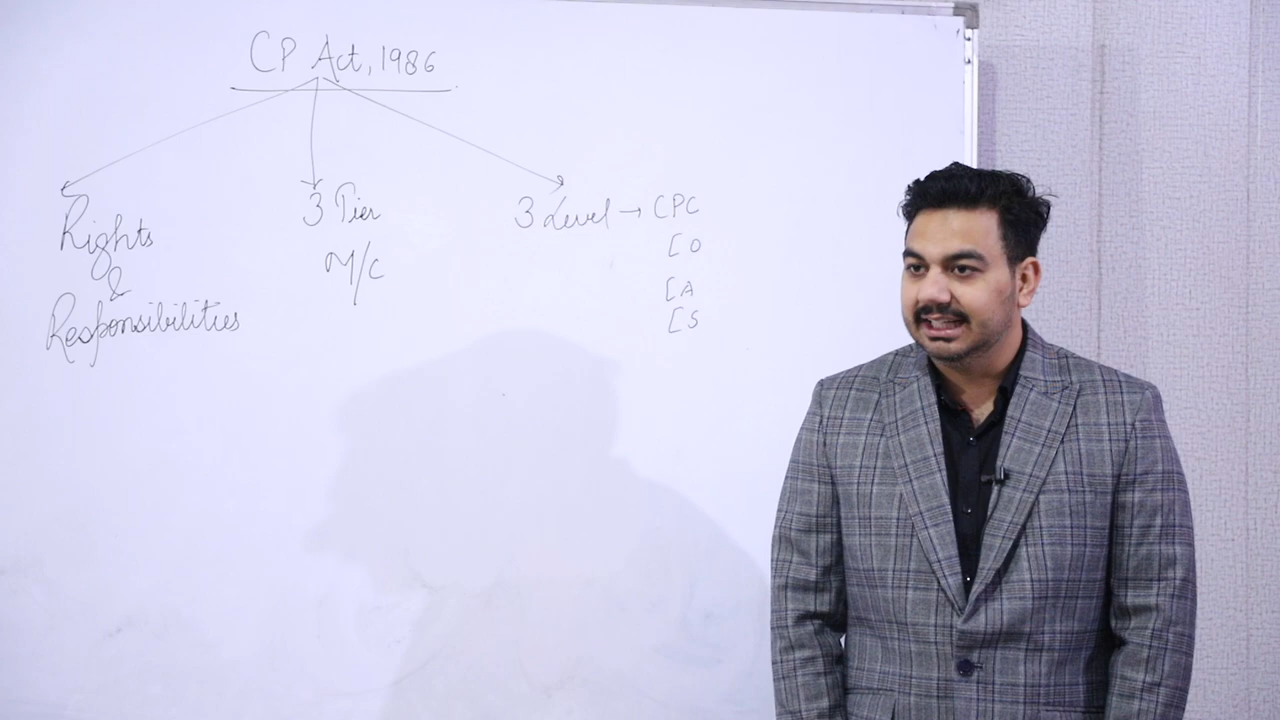 CP Act, 1986
Rights
&
Responsibilities
3 Tier
M/C
3 Level → CPC
[O
[A
[S